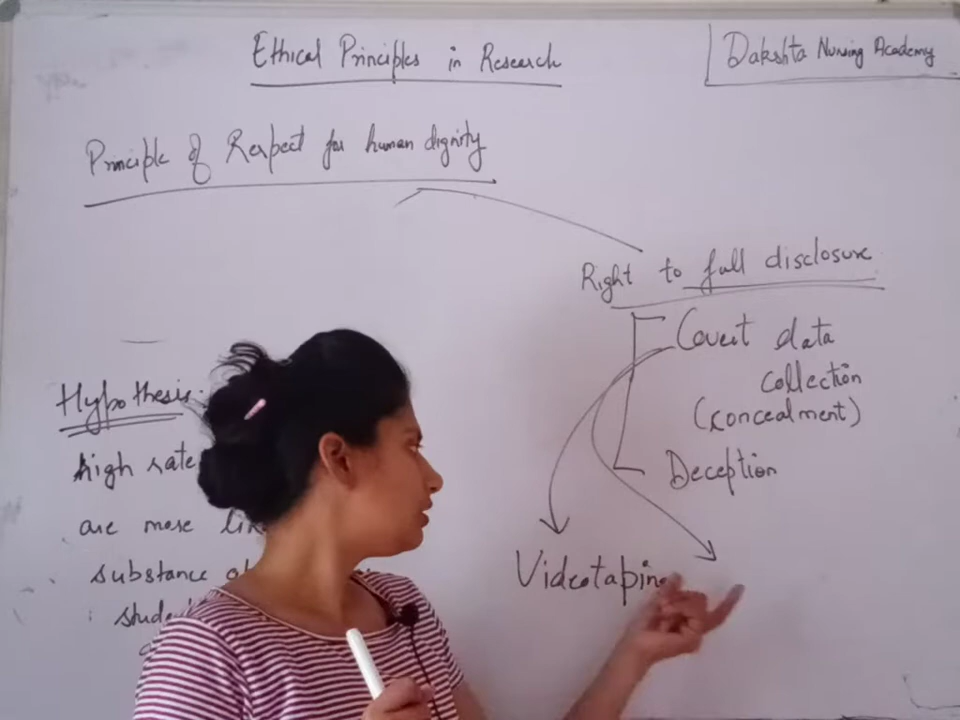 Ethical Principles in Research
Dakshta Nursing Academy
Principle of Respect for human dignity
Right to full disclosure
Covert data
collection
(concealment)
Deception
Videotaping
Hypothesis
high rate
are more
substance